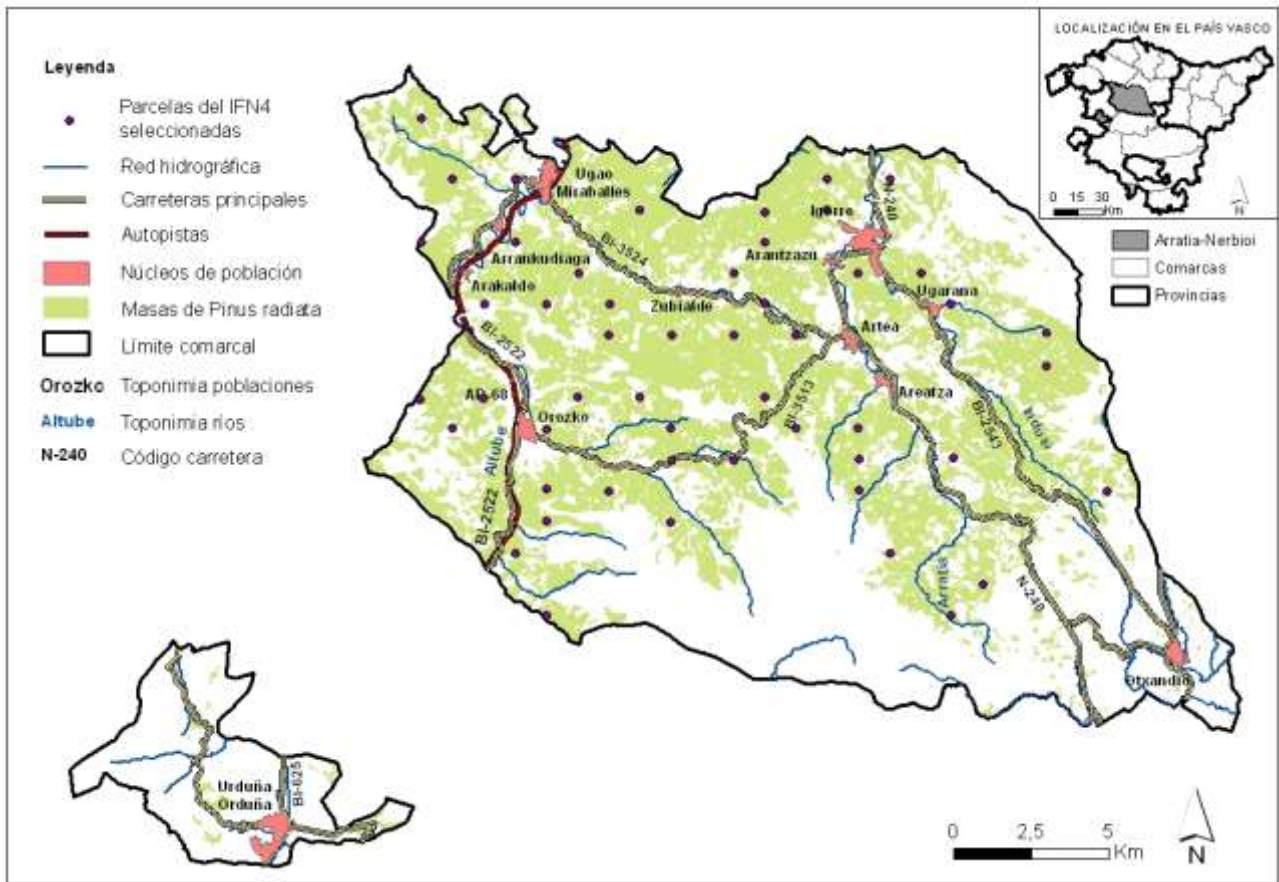 LOCALIZACIÓN EN EL PAÍS VASCO
0 15 30
Km
N
Arratia-Nerbioi
Comarcas
Provincias
Leyenda
Parcelas del IFN4
seleccionadas
Red hidrográfica
Carreteras principales
Autopistas
Núcleos de población
Masas de Pinus radiata
Límite comarcal
Orozko Toponimia poblaciones
Altube Toponimia ríos
N-240 Código carretera
Ugao
Miraballes
Igorre
N-240
BI-3524
Arrankudiaga
Arantzazu
Arakaldo
Zubialde
Ugarana
Artea
BI-2522
Areatza
AP-68
Orozko
BI-3513
BI-2543
Altube
BI-2522
Arratia
N-240
Otxandio
Urduña
Orduña
BI-625
0 2,5 5
Km
N